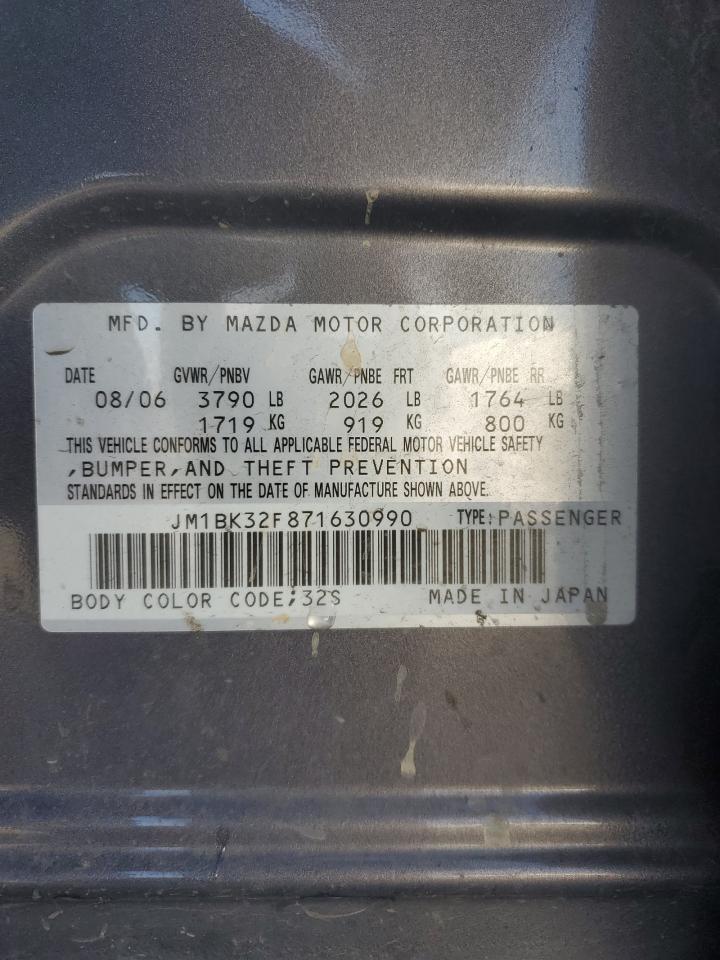 MFD. BY MAZDA MOTOR CORPORATION
DATE GVWR/PNBV GAWR/PNBE FRT GAWR/PNBE RR
08/06 3790 LB 2026 LB 1764 LB
1719 KG 919 KG 800 KG
THIS VEHICLE CONFORMS TO ALL APPLICABLE FEDERAL MOTOR VEHICLE SAFETY
,BUMPER,AND THEFT PREVENTION
STANDARDS IN EFFECT ON THE DATE OF MANUFACTURE SHOWN ABOVE.
JM1BK32F871630990 TYPE:PASSENGER
BODY COLOR CODE;32S MADE IN JAPAN